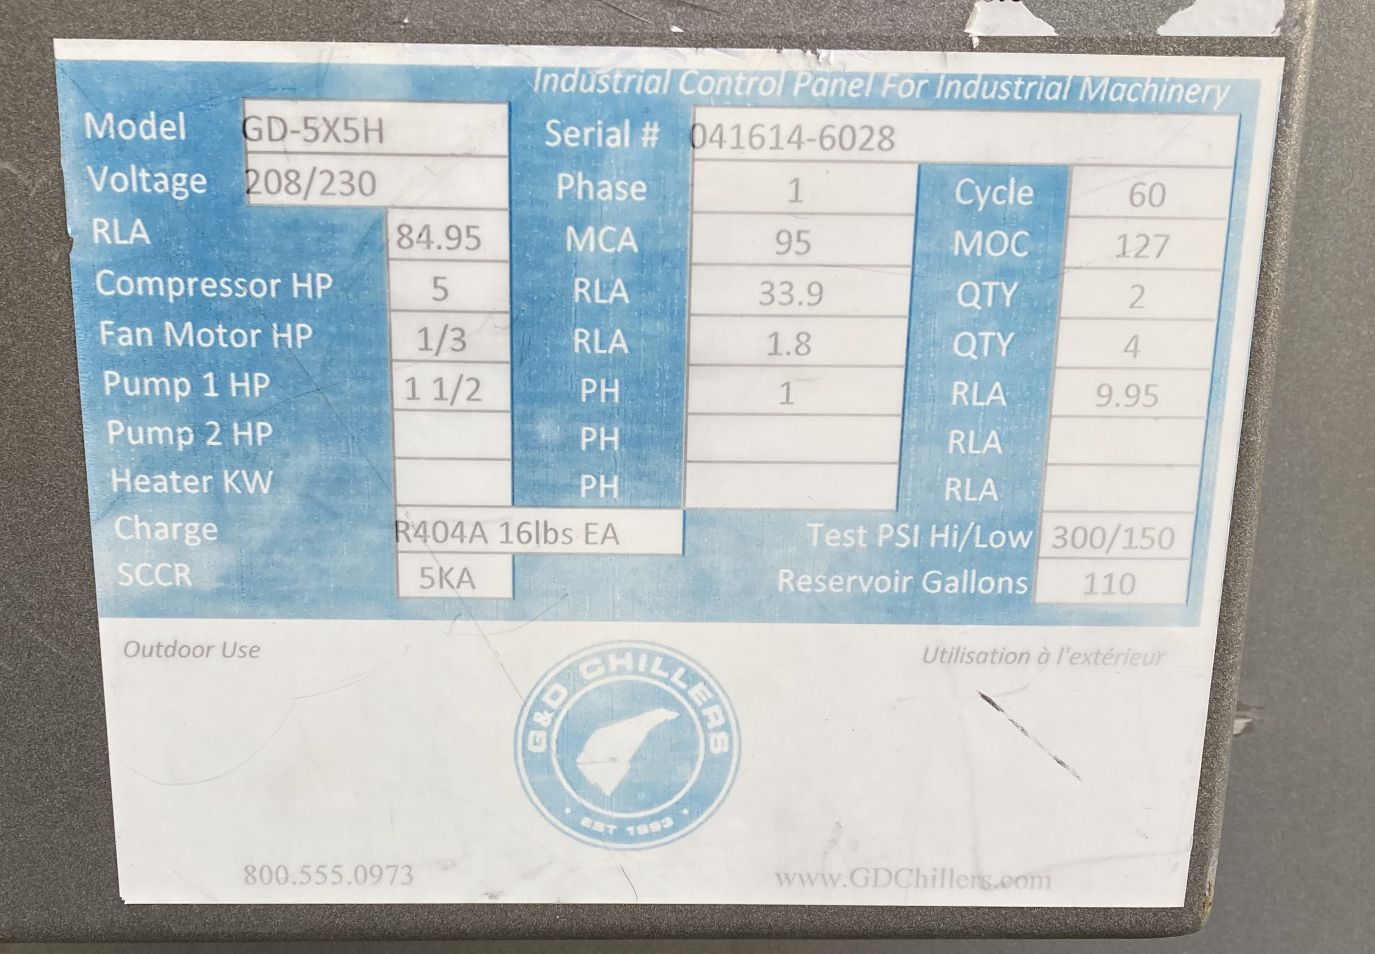 Industrial Control Panel For Industrial Machinery
Model GD-5X5H Serial # 041614-6028
Voltage 208/230 Phase 1 Cycle 60
RLA 84.95 MCA 95 MOC 127
Compressor HP 5 RLA 33.9 QTY 2
Fan Motor HP 1/3 RLA 1.8 QTY 4
Pump 1 HP 1 1/2 PH 1 RLA 9.95
Pump 2 HP PH RLA
Heater KW PH RLA
Charge R404A 16lbs EA Test PSI Hi/Low 300/150
SCCR 5KA Reservoir Gallons 110
Outdoor Use Utilisation à l'extérieur
G&D CHILLERS
EST 1993
800.555.0973 www.GDChillers.com